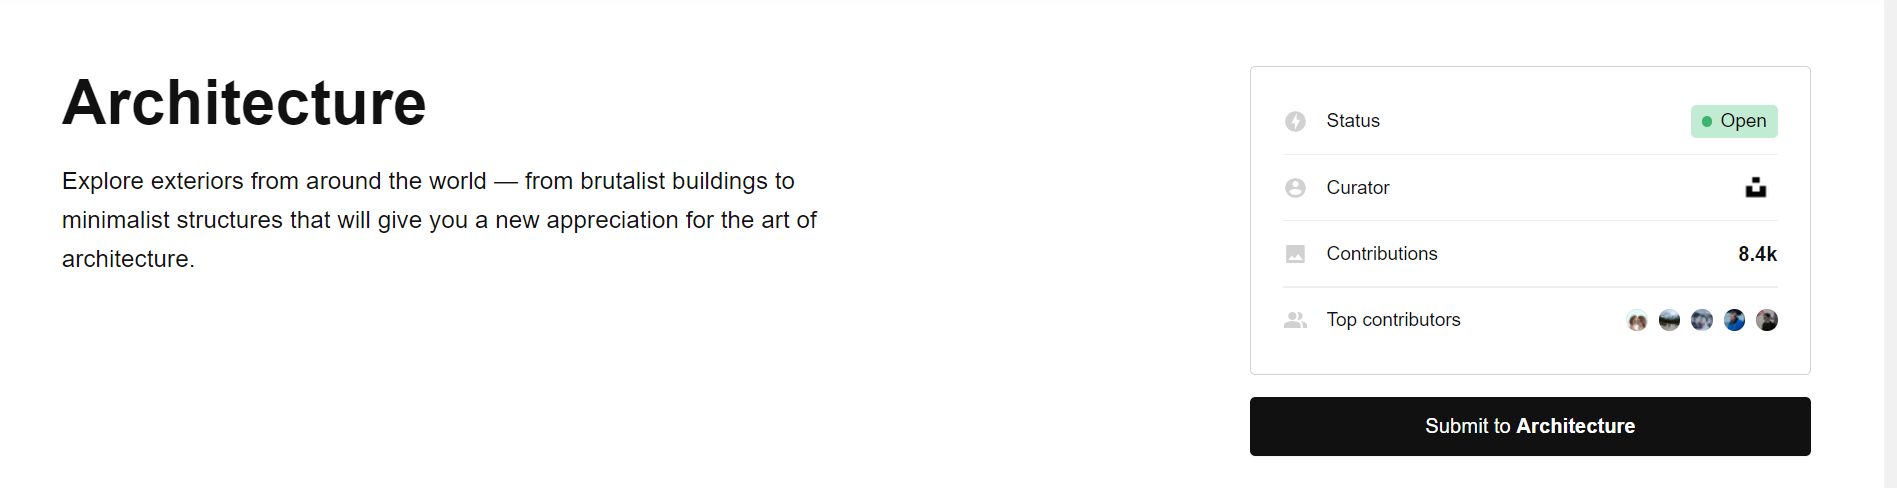 Architecture
Explore exteriors from around the world — from brutalist buildings to
minimalist structures that will give you a new appreciation for the art of
architecture.
Status Open
Curator
Contributions 8.4k
Top contributors
Submit to Architecture